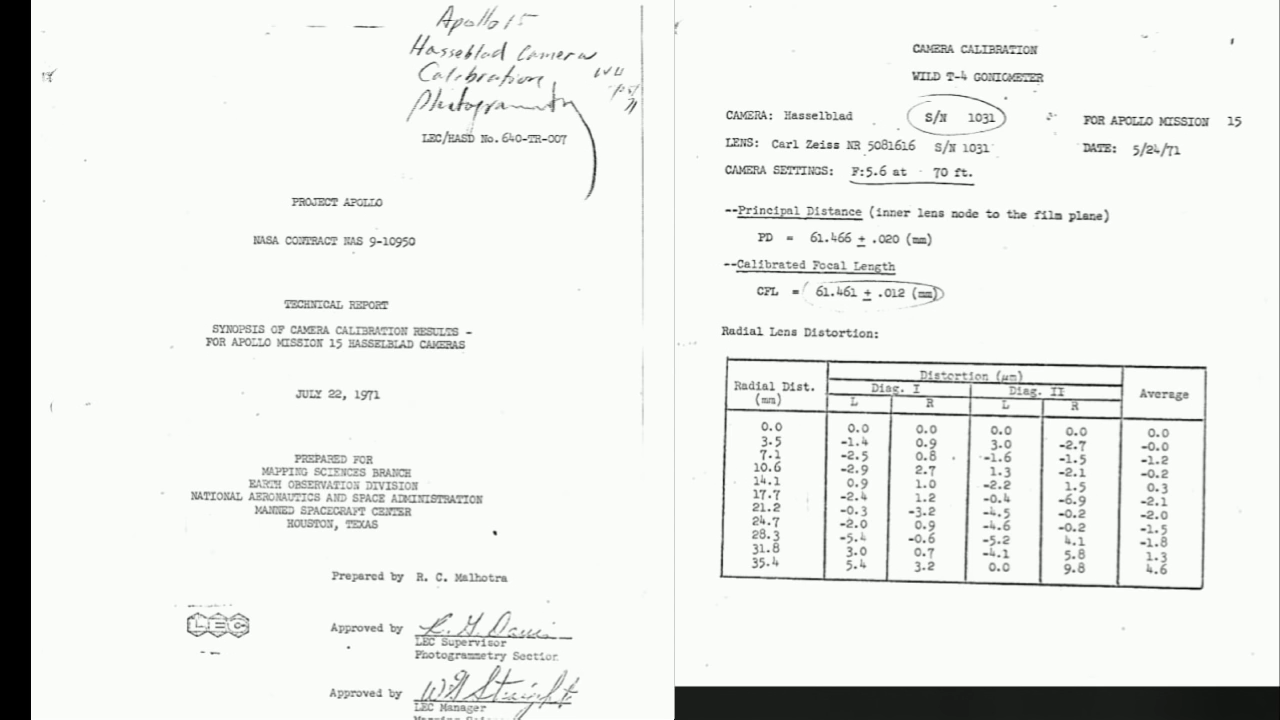 Apollo 15
Hasseblad Camera
Calibration
Photogrammtry
LEC/HASD No. 640-TR-007
PROJECT APOLLO
NASA CONTRACT NAS 9-10950
TECHNICAL REPORT
SYNOPSIS OF CAMERA CALIBRATION RESULTS -
FOR APOLLO MISSION 15 HASSELBLAD CAMERAS
JULY 22, 1971
PREPARED FOR
MAPPING SCIENCES BRANCH
EARTH OBSERVATION DIVISION
NATIONAL AERONAUTICS AND SPACE ADMINISTRATION
MANNED SPACECRAFT CENTER
HOUSTON, TEXAS
Prepared by R. C. Malhotra
LEC
Approved by
LEC Supervisor
Photogrammetry Section
Approved by
LEC Manager
CAMERA CALIBRATION
WILD T-4 GONIOMETER
CAMERA: Hasselblad S/N 1031 FOR APOLLO MISSION 15
LENS: Carl Zeiss NR 5081616 S/N 1031 DATE: 5/24/71
CAMERA SETTINGS: F:5.6 at 70 ft.
--Principal Distance (inner lens node to the film plane)
PD = 61.466 ± .020 (mm)
--Calibrated Focal Length
CFL = 61.461 ± .012 (mm)
Radial Lens Distortion:
Distortion (µm)
Radial Dist. (mm) Diag. I Diag. II Average
L R L R
0.0 0.0 0.0 0.0 0.0 0.0
3.5 -1.4 0.9 3.0 -2.7 -0.0
7.1 -2.5 0.8 -1.6 -1.5 -1.2
10.6 -2.9 2.7 1.3 -2.1 -0.2
14.1 0.9 1.0 -2.2 1.5 0.3
17.7 -2.4 1.2 -0.4 -6.9 -2.1
21.2 -0.3 -3.2 -4.5 -0.2 -2.0
24.7 -2.0 0.9 -4.6 -0.2 -1.5
28.3 -5.4 -0.6 -5.2 4.1 -1.8
31.8 3.0 0.7 -4.1 5.8 1.3
35.4 5.4 3.2 0.0 9.8 4.6